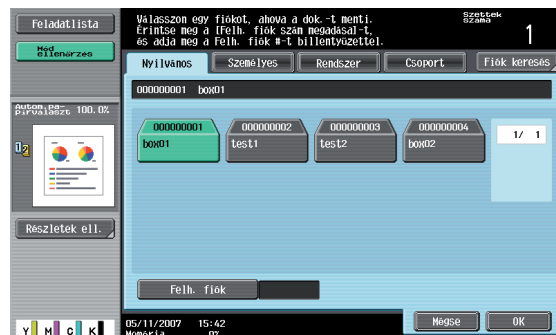 Feladatlista
Mód
ellenőrzés
Válasszon egy fiókot, ahova a dok. -t menti.
Érintse meg a [Felh. fiók szám megadása]-t,
és adja meg a Felh. fiók #-t billentyűzettel.
Szettek
száma
1
Nyilvános
Személyes
Rendszer
Csoport
Fiók keresés
000000001 box01
Autom.pa-
pírválaszt 100.0%
000000001
box01
000000002
test1
000000003
test2
000000004
box02
1/ 1
Részletek ell.
Felh. fiók
Y M C K
05/11/2007 15:42
Memória 0%
Mégse
OK